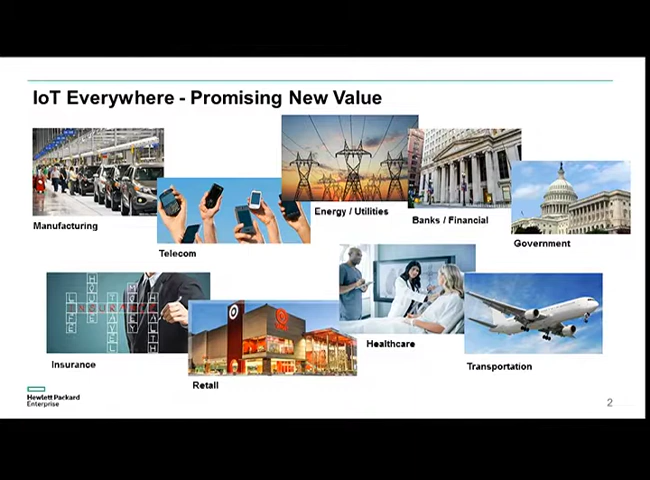 IoT Everywhere - Promising New Value
Manufacturing
Telecom
Energy / Utilities
Banks / Financial
Government
Insurance
Retail
Healthcare
Transportation
Hewlett Packard
Enterprise
2